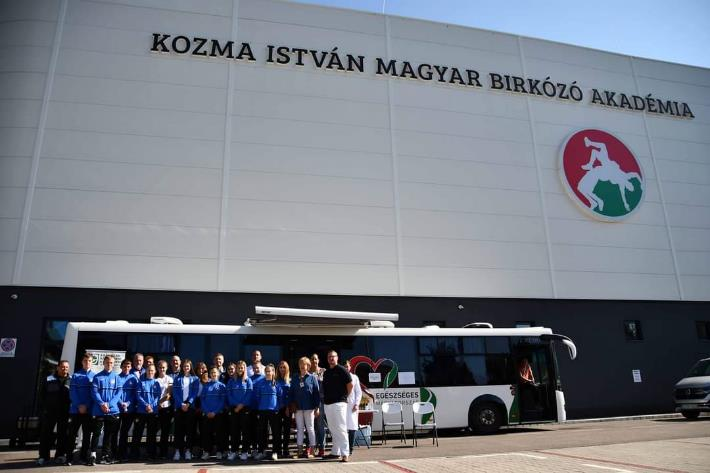 KOZMA ISTVÁN MAGYAR BIRKÓZÓ AKADÉMIA
EGÉSZSÉGES